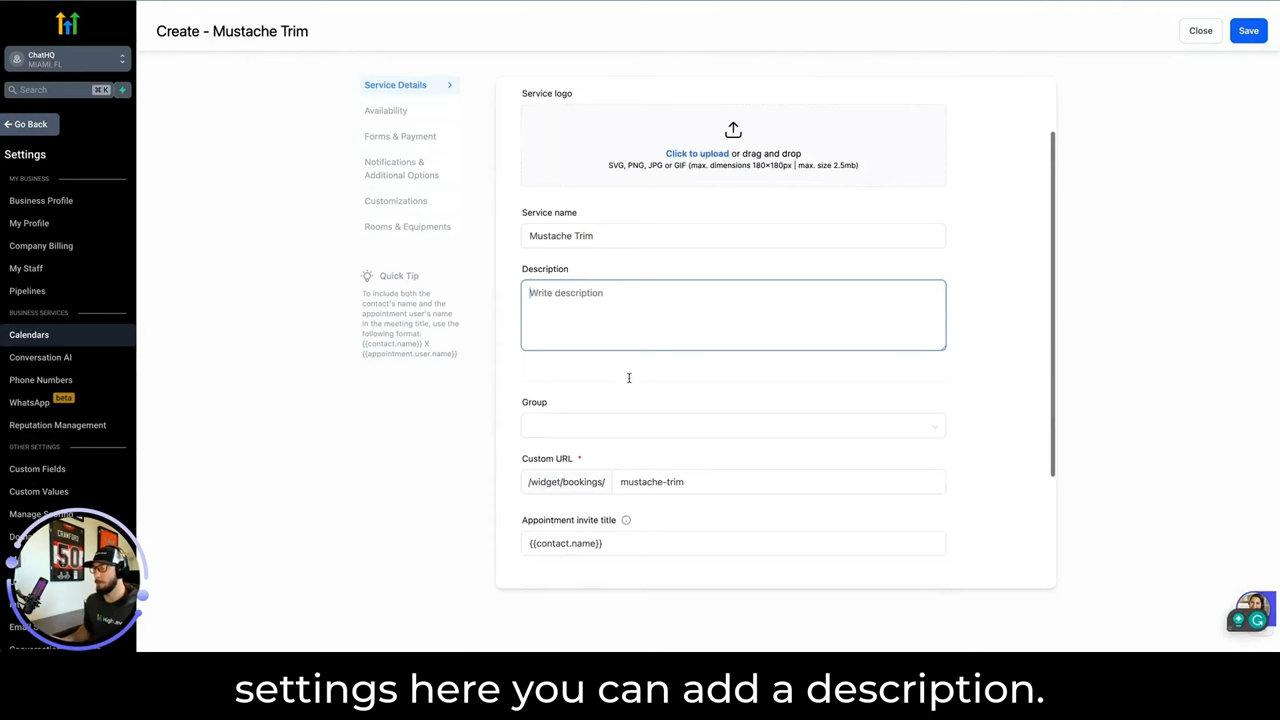 Create - Mustache Trim
Close
Save
ChatHQ
MIAMI, FL
Search
⌘ K
Go Back
Settings
MY BUSINESS
Business Profile
My Profile
Company Billing
My Staff
Pipelines
BUSINESS SERVICES
Calendars
Conversation AI
Phone Numbers
WhatsApp beta
Reputation Management
OTHER SETTINGS
Custom Fields
Custom Values
CRAWFORD
50
Service Details
Availability
Forms & Payment
Notifications &
Additional Options
Customizations
Rooms & Equipments
Quick Tip
To include both the
contact's name and the
appointment user's name
in the meeting title, use the
following format:
{{contact.name}} X
{{appointment.user.name}}
Service logo
Click to upload or drag and drop
SVG, PNG, JPG or GIF (max. dimensions 180×180px | max. size 2.5mb)
Service name
Mustache Trim
Description
Write description
Group
Custom URL *
/widget/bookings/ mustache-trim
Appointment invite title
{{contact.name}}
settings here you can add a description.